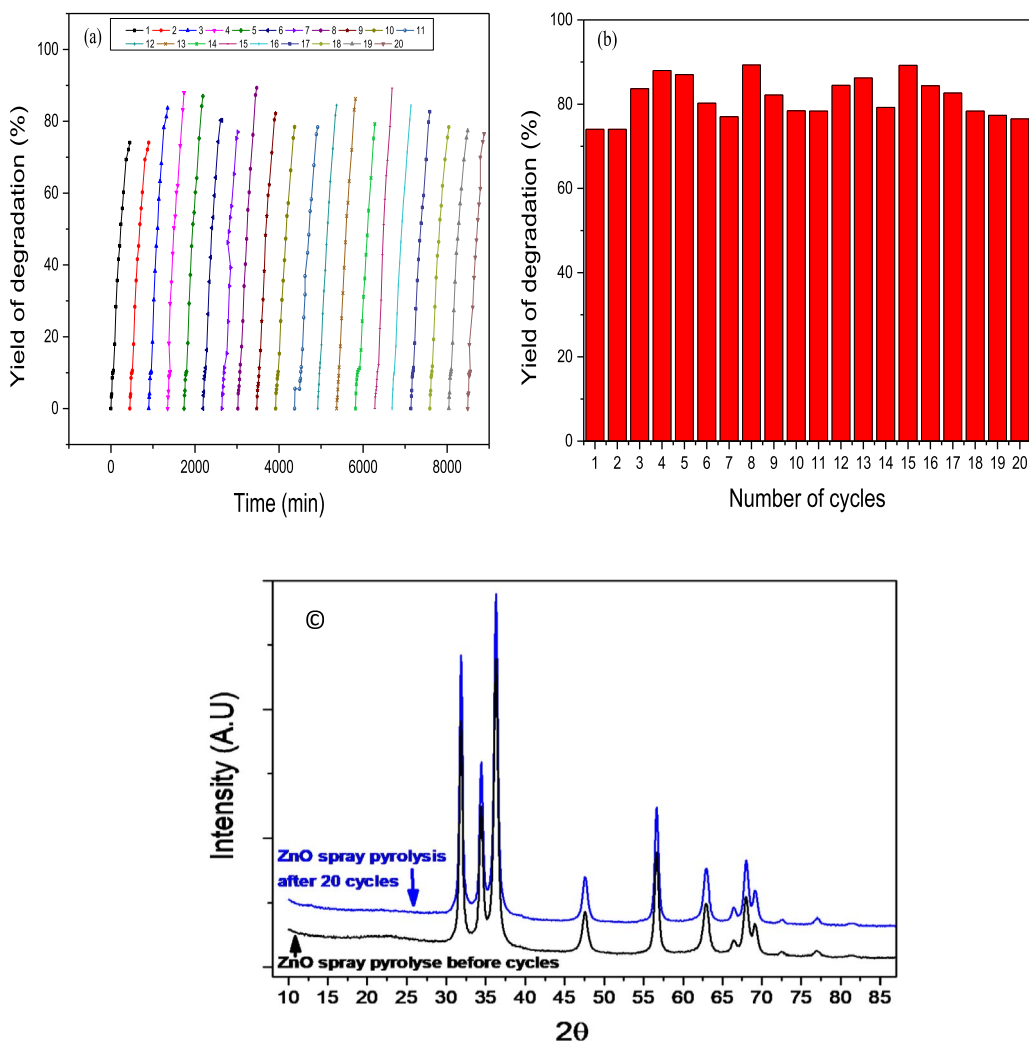 (a)
1 2 3 4 5 6 7 8 9 10 11
12 13 14 15 16 17 18 19 20
100
80
60
40
20
0
Yield of degradation (%)
0 2000 4000 6000 8000
Time (min)
(b)
100
80
60
40
20
0
Yield of degradation (%)
1 2 3 4 5 6 7 8 9 10 11 12 13 14 15 16 17 18 19 20
Number of cycles
©
Intensity (A.U)
ZnO spray pyrolysis
after 20 cycles
ZnO spray pyrolyse before cycles
10 15 20 25 30 35 40 45 50 55 60 65 70 75 80 85
2θ